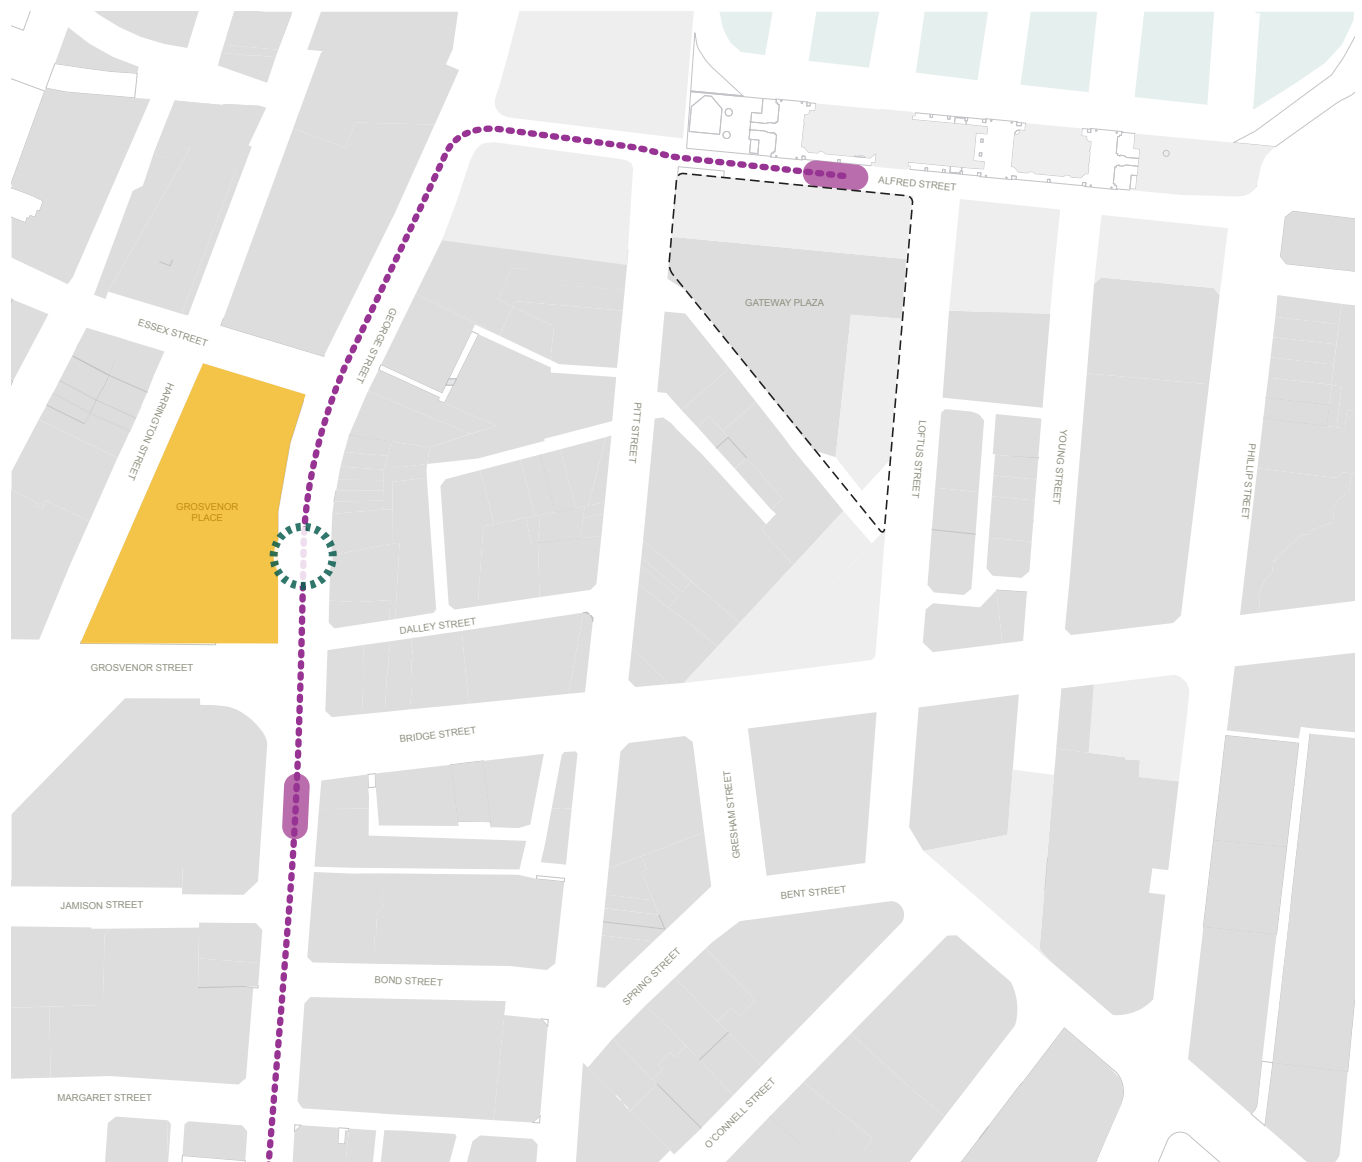 ALFRED STREET
GATEWAY PLAZA
ESSEX STREET
GEORGE STREET
HARRINGTON STREET
PITT STREET
LOFTUS STREET
YOUNG STREET
PHILLIP STREET
GROSVENOR
PLACE
DALLEY STREET
GROSVENOR STREET
BRIDGE STREET
GRESHAM STREET
BENT STREET
JAMISON STREET
SPRING STREET
BOND STREET
MARGARET STREET
O'CONNELL STREET